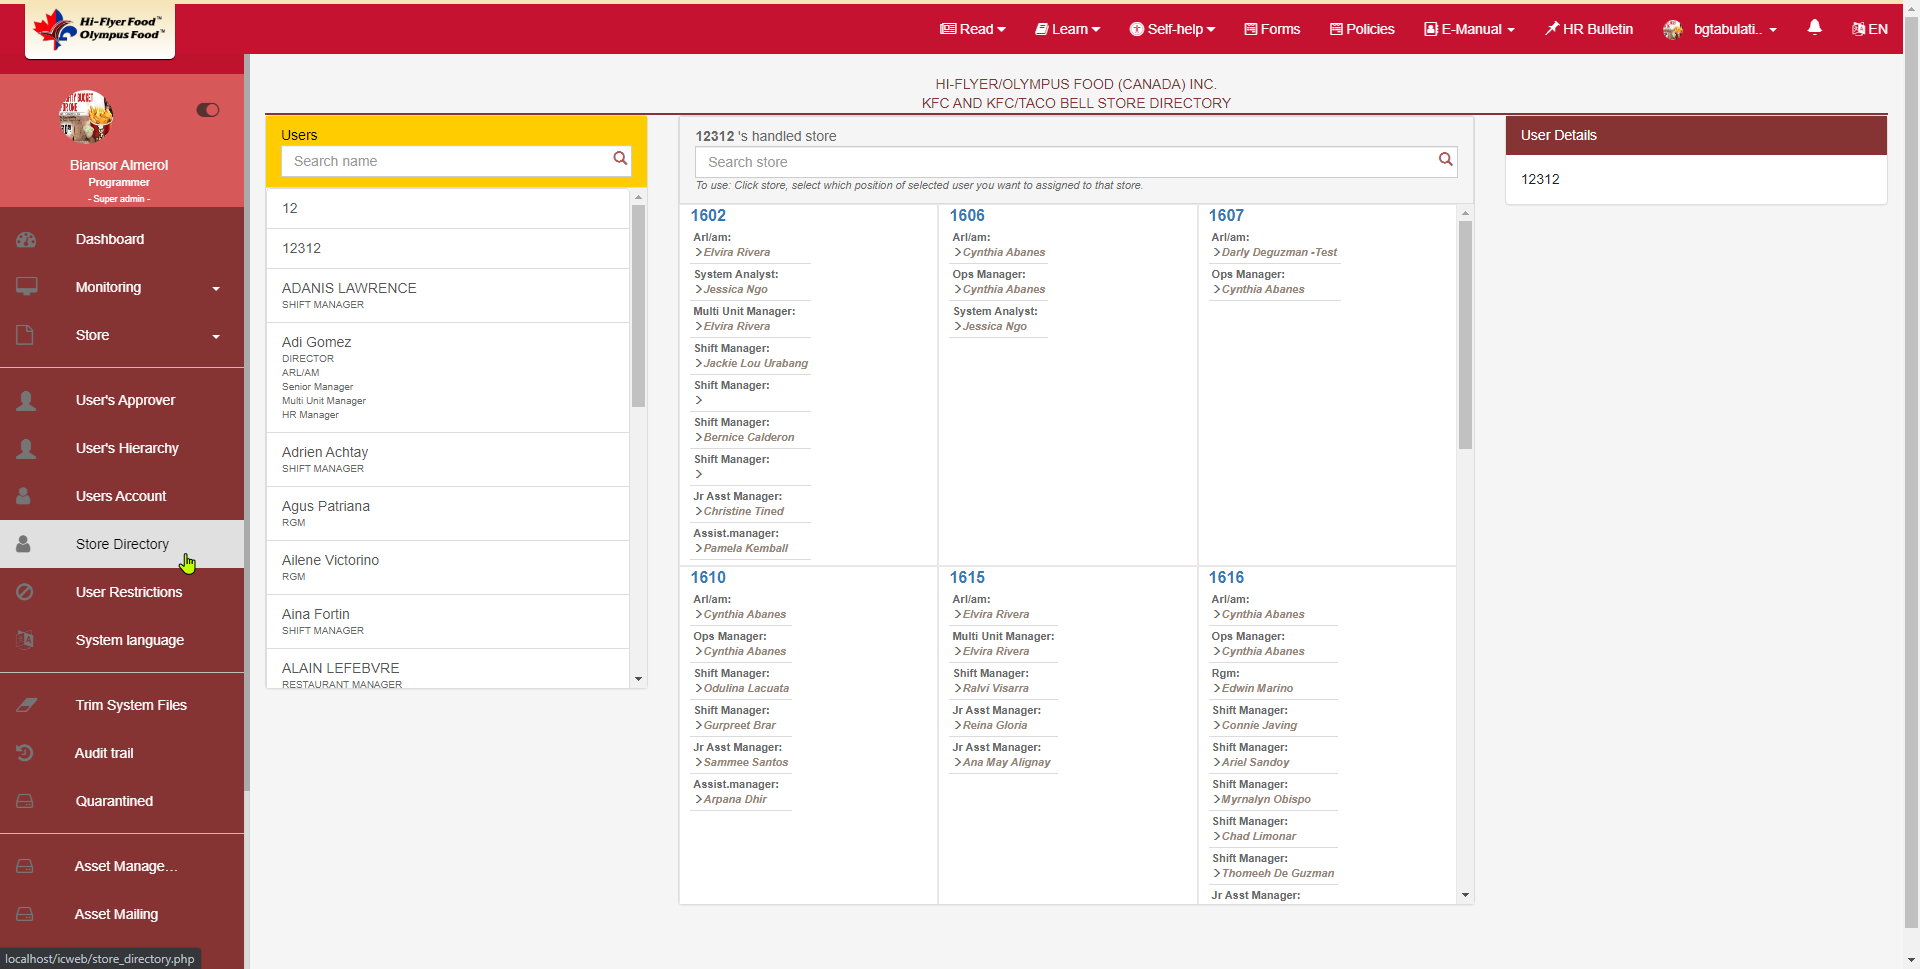 Hi-Flyer Food™
Olympus Food™
Read
Learn
Self-help
Forms
Policies
E-Manual
HR Bulletin
bgtabulati..
EN
Biansor Almerol
Programmer
- Super admin -
Dashboard
Monitoring
Store
User's Approver
User's Hierarchy
Users Account
Store Directory
User Restrictions
System language
Trim System Files
Audit trail
Quarantined
Asset Manage...
Asset Mailing
localhost/icweb/store_directory.php
HI-FLYER/OLYMPUS FOOD (CANADA) INC.
KFC AND KFC/TACO BELL STORE DIRECTORY
Users
Search name
12
12312
ADANIS LAWRENCE
SHIFT MANAGER
Adi Gomez
DIRECTOR
ARL/AM
Senior Manager
Multi Unit Manager
HR Manager
Adrien Achtay
SHIFT MANAGER
Agus Patriana
RGM
Ailene Victorino
RGM
Aina Fortin
SHIFT MANAGER
ALAIN LEFEBVRE
RESTAURANT MANAGER
12312 's handled store
Search store
To use: Click store, select which position of selected user you want to assigned to that store.
1602
Arl/am:
>Elvira Rivera
System Analyst:
>Jessica Ngo
Multi Unit Manager:
>Elvira Rivera
Shift Manager:
>Jackie Lou Urabang
Shift Manager:
>
Shift Manager:
>Bernice Calderon
Shift Manager:
>
Jr Asst Manager:
>Christine Tined
Assist.manager:
>Pamela Kemball
1606
Arl/am:
>Cynthia Abanes
Ops Manager:
>Cynthia Abanes
System Analyst:
>Jessica Ngo
1607
Arl/am:
>Darly Deguzman -Test
Ops Manager:
>Cynthia Abanes
1610
Arl/am:
>Cynthia Abanes
Ops Manager:
>Cynthia Abanes
Shift Manager:
>Odulina Lacuata
Shift Manager:
>Gurpreet Brar
Jr Asst Manager:
>Sammee Santos
Assist.manager:
>Arpana Dhir
1615
Arl/am:
>Elvira Rivera
Multi Unit Manager:
>Elvira Rivera
Shift Manager:
>Ralvi Visarra
Jr Asst Manager:
>Reina Gloria
Jr Asst Manager:
>Ana May Alignay
1616
Arl/am:
>Cynthia Abanes
Ops Manager:
>Cynthia Abanes
Rgm:
>Edwin Marino
Shift Manager:
>Connie Javing
Shift Manager:
>Ariel Sandoy
Shift Manager:
>Myrnalyn Obispo
Shift Manager:
>Chad Limonar
Shift Manager:
>Thomeeh De Guzman
Jr Asst Manager:
User Details
12312